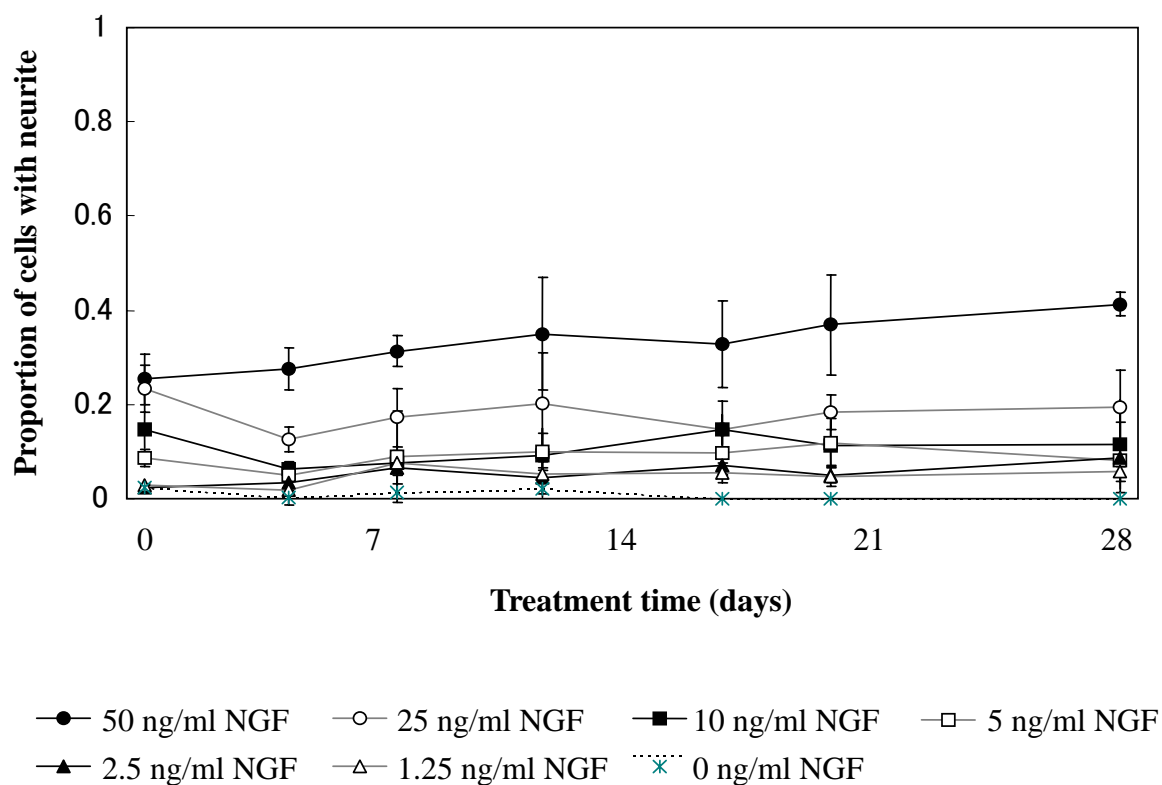 Proportion of cells with neurite
1
0.8
0.6
0.4
0.2
0
0 7 14 21 28
Treatment time (days)
50 ng/ml NGF 25 ng/ml NGF 10 ng/ml NGF 5 ng/ml NGF
2.5 ng/ml NGF 1.25 ng/ml NGF 0 ng/ml NGF